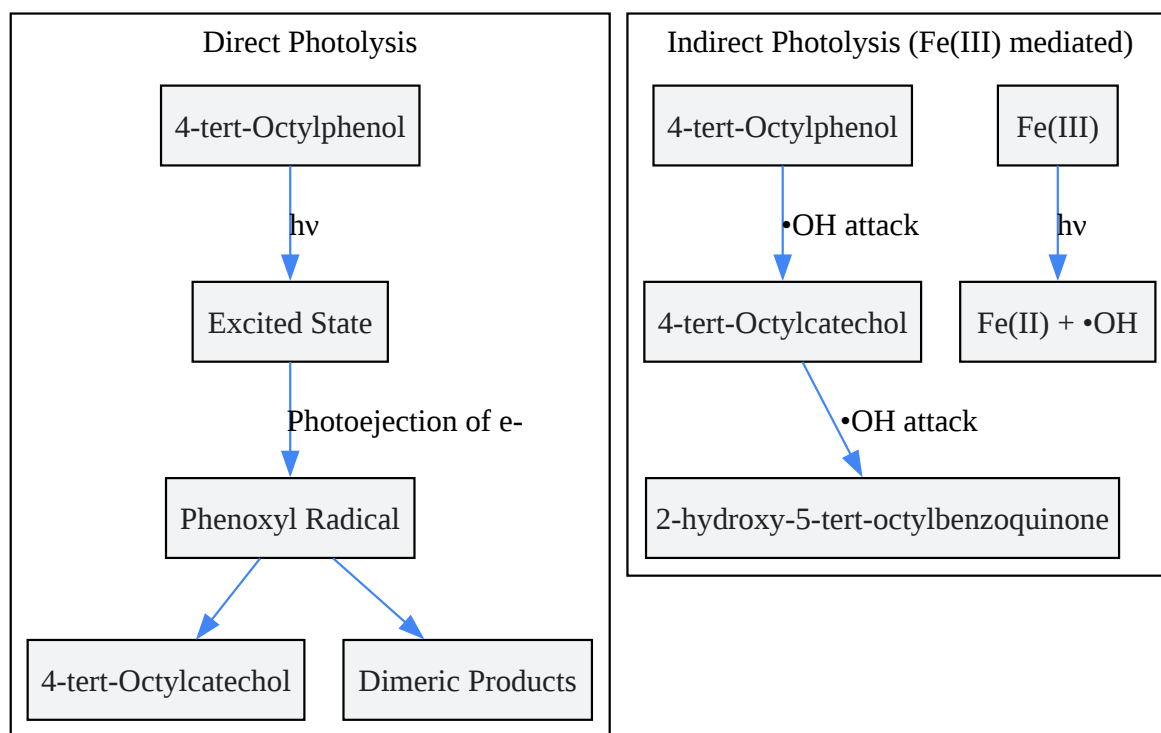 Direct Photolysis
4-tert-Octylphenol
hν
Excited State
Photoejection of e-
Phenoxyl Radical
4-tert-Octylcatechol
Dimeric Products
Indirect Photolysis (Fe(III) mediated)
4-tert-Octylphenol
•OH attack
4-tert-Octylcatechol
•OH attack
2-hydroxy-5-tert-octylbenzoquinone
Fe(III)
hν
Fe(II) + •OH